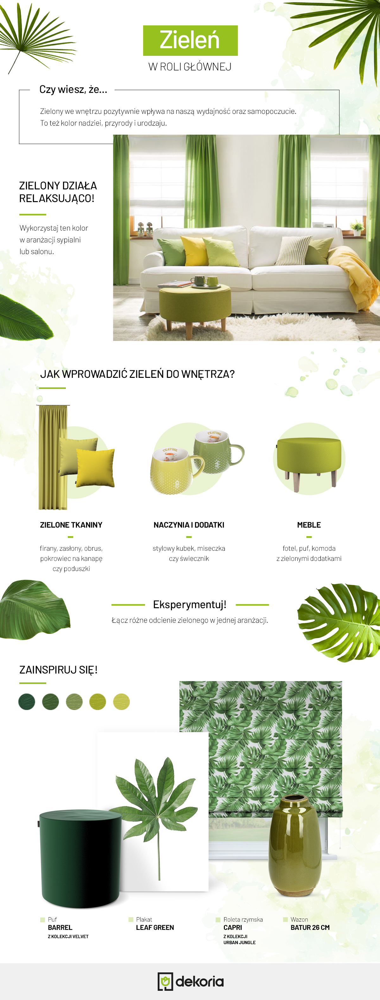 Zieleń
W ROLI GŁÓWNEJ
Czy wiesz, że...
Zielony we wnętrzu pozytywnie wpływa na naszą wydajność oraz samopoczucie.
To też kolor nadziei, przyrody i urodzaju.
ZIELONY DZIAŁA
RELAKSUJĄCO!
Wykorzystaj ten kolor
w aranżacji sypialni
lub salonu.
JAK WPROWADZIĆ ZIELEŃ DO WNĘTRZA?
TEATIME
TEATIME
ZIELONE TKANINY
firany, zasłony, obrus,
pokrowiec na kanapę
czy poduszki
NACZYNIA I DODATKI
stylowy kubek, miseczka
czy świecznik
MEBLE
fotel, puf, komoda
z zielonymi dodatkami
Eksperymentuj!
Łącz różne odcienie zielonego w jednej aranżacji.
ZAINSPIRUJ SIĘ!
Puf
BARREL
Z KOLEKCJI VELVET
Plakat
LEAF GREEN
Roleta rzymska
CAPRI
Z KOLEKCJI
URBAN JUNGLE
Wazon
BATUR 26 CM
dekoria